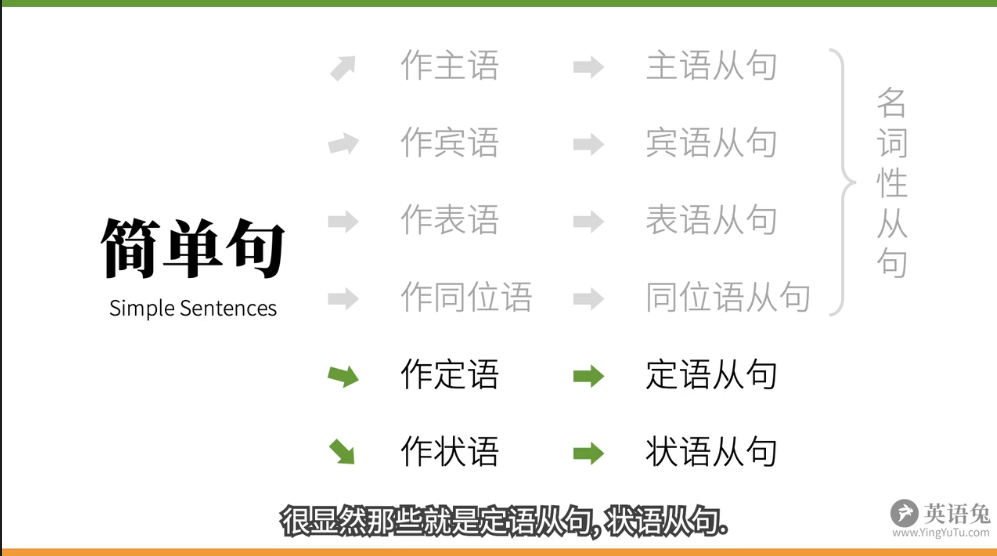 作主语 主语从句
作宾语 宾语从句
作表语 表语从句
作同位语 同位语从句
名词性从句
简单句
Simple Sentences
作定语 定语从句
作状语 状语从句
很显然那些就是定语从句, 状语从句.
英语兔
www.YingYuTu.com